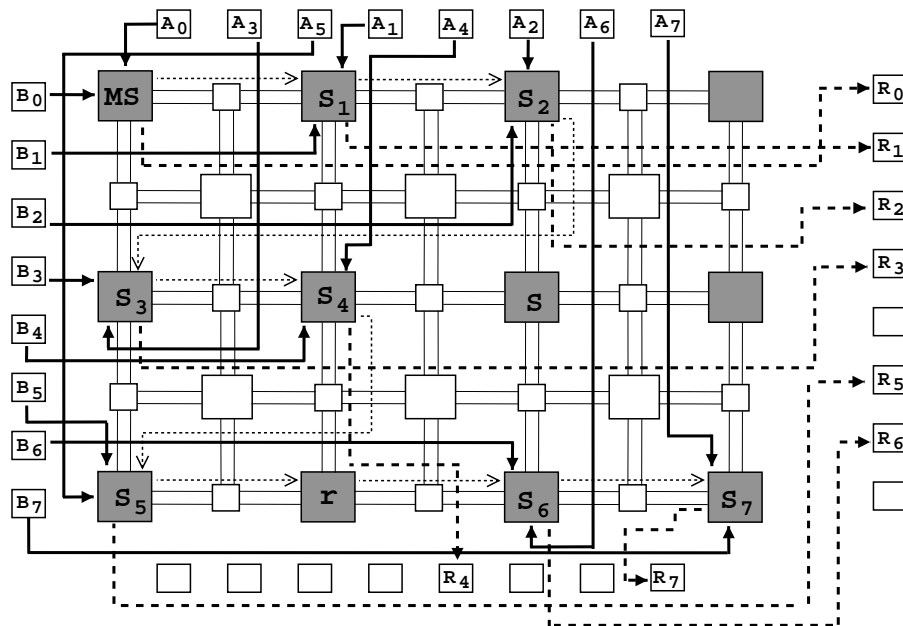 A0 A3 A5 A1 A4 A2 A6 A7
B0 MS S1 S2 R0
B1 R1
B2 R2
B3 S3 S4 S R3
B4
B5 R5
B6 R6
B7 S5 r S6 S7
R4 R7